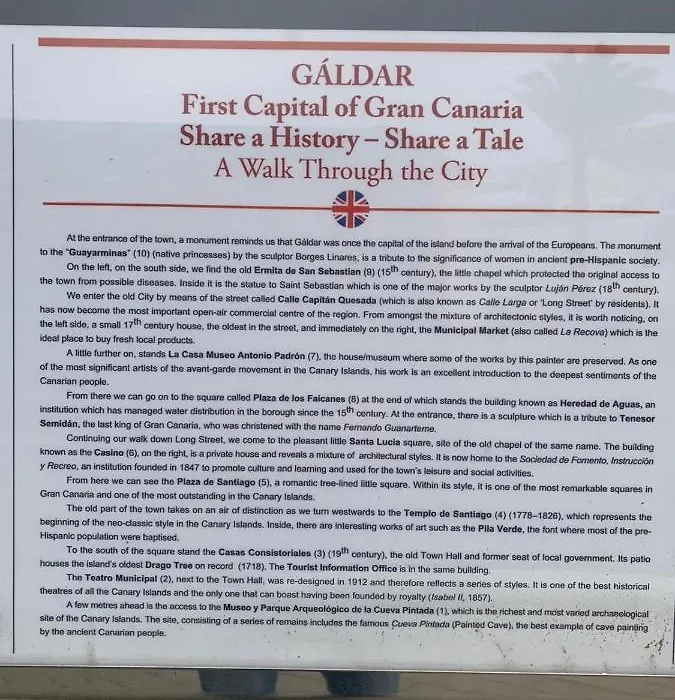 GÁLDAR
First Capital of Gran Canaria
Share a History – Share a Tale
A Walk Through the City
At the entrance of the town, a monument reminds us that Gáldar was once the capital of the island before the arrival of the Europeans. The monument
to the "Guayarminas" (10) (native princesses) by the sculptor Borges Linares, is a tribute to the significance of women in ancient pre-Hispanic society.
On the left, on the south side, we find the old Ermita de San Sebastian (9) (15th century), the little chapel which protected the original access to
the town from possible diseases. Inside it is the statue to Saint Sebastian which is one of the major works by the sculptor Luján Pérez (18th century).
We enter the old City by means of the street called Calle Capitán Quesada (which is also known as Calle Larga or 'Long Street' by residents). It
has now become the most important open-air commercial centre of the region. From amongst the mixture of architectonic styles, it is worth noticing, on
the left side, a small 17th century house, the oldest in the street, and immediately on the right, the Municipal Market (also called La Recova) which is the
ideal place to buy fresh local products.
A little further on, stands La Casa Museo Antonio Padrón (7), the house/museum where some of the works by this painter are preserved. As one
of the most significant artists of the avant-garde movement in the Canary Islands, his work is an excellent introduction to the deepest sentiments of the
Canarian people.
From there we can go on to the square called Plaza de los Faicanes (8) at the end of which stands the building known as Heredad de Aguas, an
institution which has managed water distribution in the borough since the 15th century. At the entrance, there is a sculpture which is a tribute to Tenesor
Semidán, the last king of Gran Canaria, who was christened with the name Fernando Guanarteme.
Continuing our walk down Long Street, we come to the pleasant little Santa Lucia square, site of the old chapel of the same name. The building
known as the Casino (6), on the right, is a private house and reveals a mixture of architectural styles. It is now home to the Sociedad de Fomento, Instrucción
y Recreo, an institution founded in 1847 to promote culture and learning and used for the town's leisure and social activities.
From here we can see the Plaza de Santiago (5), a romantic tree-lined little square. Within its style, it is one of the most remarkable squares in
Gran Canaria and one of the most outstanding in the Canary Islands.
The old part of the town takes on an air of distinction as we turn westwards to the Templo de Santiago (4) (1778–1826), which represents the
beginning of the neo-classic style in the Canary Islands. Inside, there are interesting works of art such as the Pila Verde, the font where most of the pre-
Hispanic population were baptised.
To the south of the square stand the Casas Consistoriales (3) (19th century), the old Town Hall and former seat of local government. Its patio
houses the island's oldest Drago Tree on record (1718). The Tourist Information Office is in the same building.
The Teatro Municipal (2), next to the Town Hall, was re-designed in 1912 and therefore reflects a series of styles. It is one of the best historical
theatres of all the Canary Islands and the only one that can boast having been founded by royalty (Isabel II, 1857).
A few metres ahead is the access to the Museo y Parque Arqueológico de la Cueva Pintada (1), which is the richest and most varied archaeological
site of the Canary Islands. The site, consisting of a series of remains includes the famous Cueva Pintada (Painted Cave), the best example of cave painting
by the ancient Canarian people.